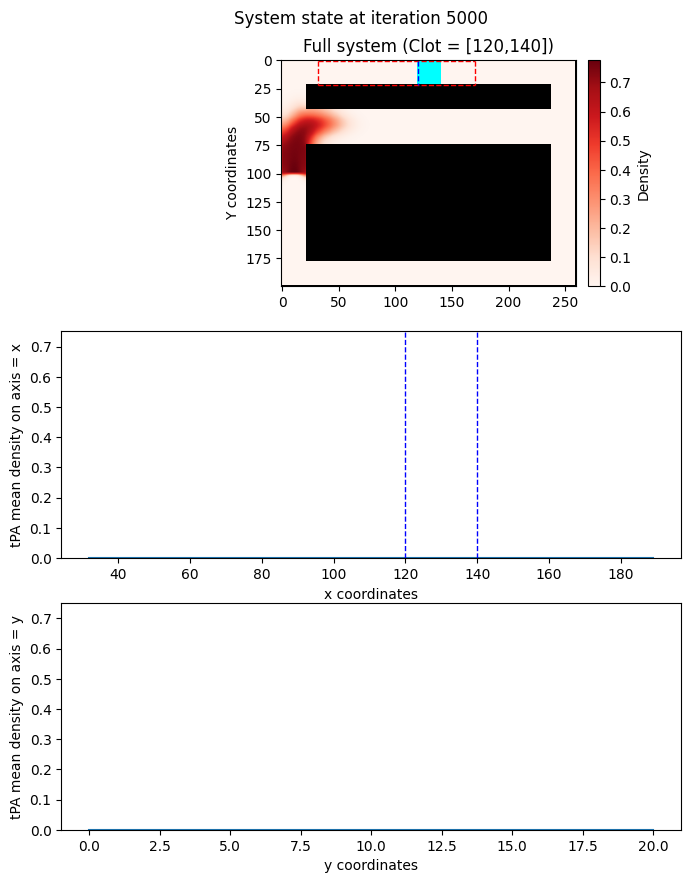 System state at iteration 5000
Full system (Clot = [120,140])
0
25
50
75
100
125
150
175
Y coordinates
0 50 100 150 200 250
0.7
0.6
0.5
0.4
0.3
0.2
0.1
0.0
Density
0.7
0.6
0.5
0.4
0.3
0.2
0.1
0.0
tPA mean density on axis = x
40 60 80 100 120 140 160 180
x coordinates
0.7
0.6
0.5
0.4
0.3
0.2
0.1
0.0
tPA mean density on axis = y
0.0 2.5 5.0 7.5 10.0 12.5 15.0 17.5 20.0
y coordinates